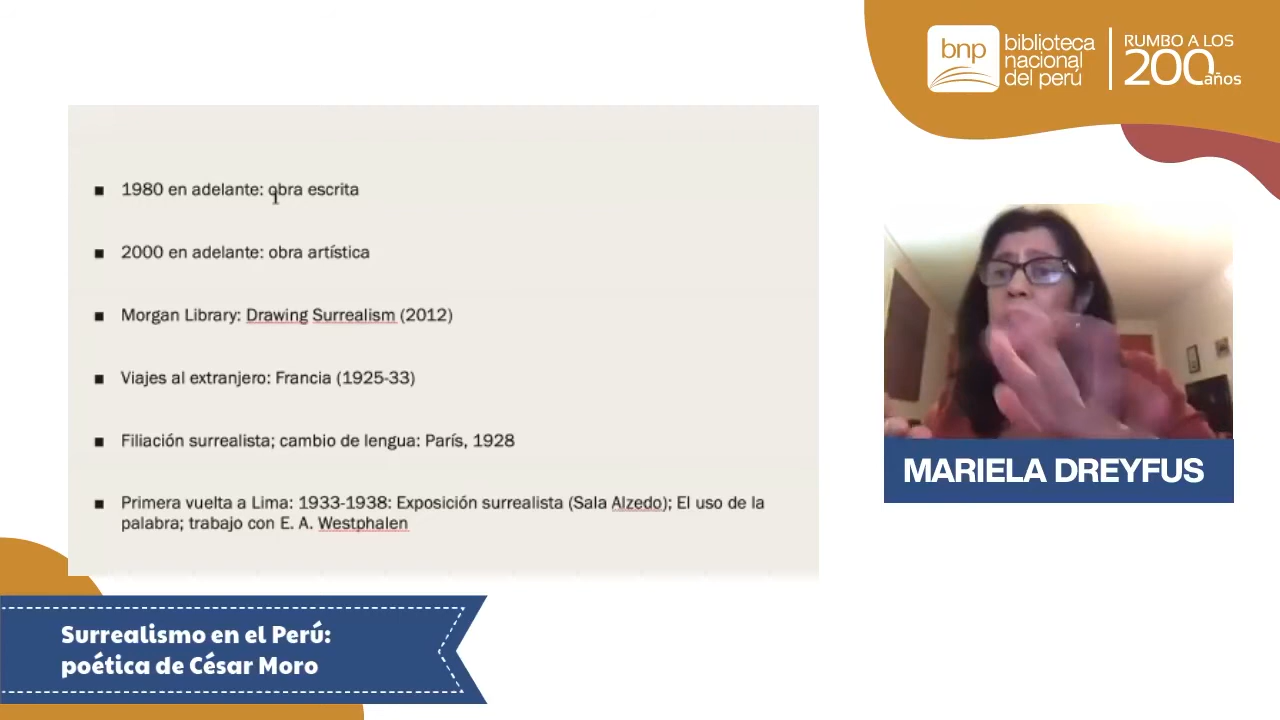 bnp
biblioteca
nacional
del perú
RUMBO A LOS
200 años
1980 en adelante: obra escrita
2000 en adelante: obra artística
Morgan Library: Drawing Surrealism (2012)
Viajes al extranjero: Francia (1925-33)
Filiación surrealista; cambio de lengua: París, 1928
Primera vuelta a Lima: 1933-1938: Exposición surrealista (Sala Alzedo); El uso de la
palabra; trabajo con E. A. Westphalen
MARIELA DREYFUS
Surrealismo en el Perú:
poética de César Moro